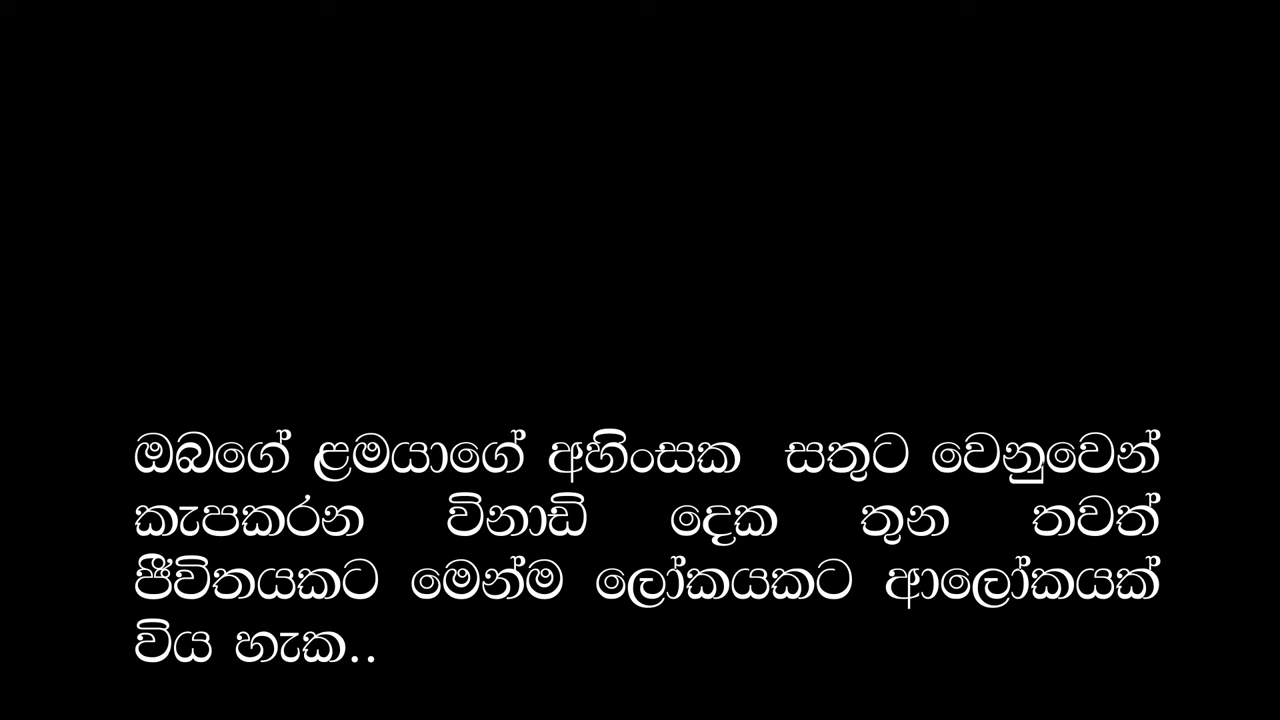 ඔබගේ ළමයාගේ අහිංසක සතුට වෙනුවෙන්
කැපකරන විනාඩි දෙක තුන තවත්
ජීවිතයකට මෙන්ම ලෝකයකට ආලෝකයක්
විය හැක..